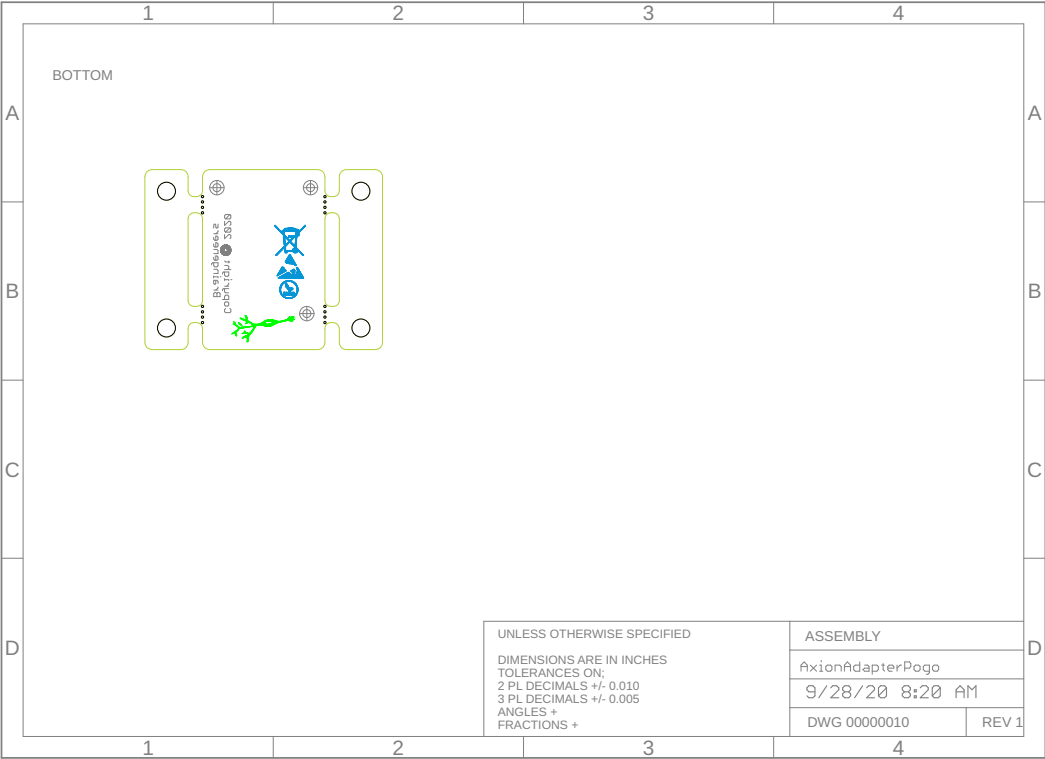 1 2 3 4
BOTTOM
A A
Braingeneers
Copyright © 2020
B B
C C
UNLESS OTHERWISE SPECIFIED
DIMENSIONS ARE IN INCHES
TOLERANCES ON;
2 PL DECIMALS +/- 0.010
3 PL DECIMALS +/- 0.005
ANGLES +
FRACTIONS +
ASSEMBLY
D D
AxionAdapterPogo
9/28/20 8:20 AM
DWG 00000010 REV 1
1 2 3 4